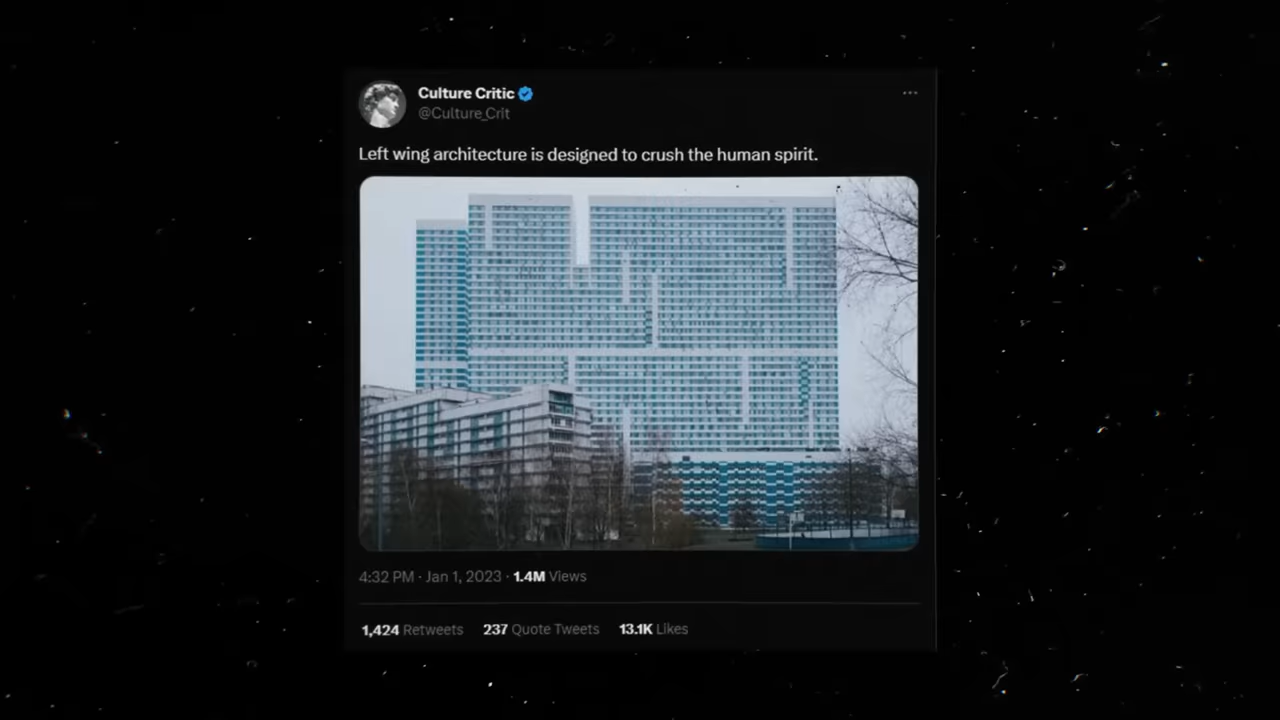 Culture Critic
@Culture_Crit
Left wing architecture is designed to crush the human spirit.
4:32 PM · Jan 1, 2023 · 1.4M Views
1,424 Retweets 237 Quote Tweets 13.1K Likes